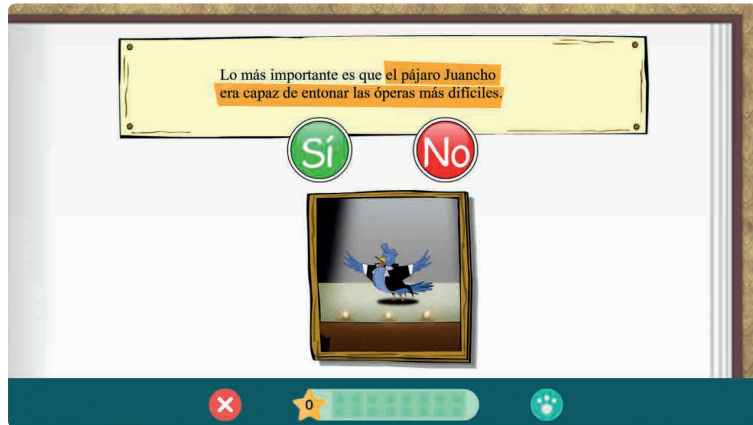 Lo más importante es que el pájaro Juancho
era capaz de entonar las óperas más difíciles.
Sí No
0